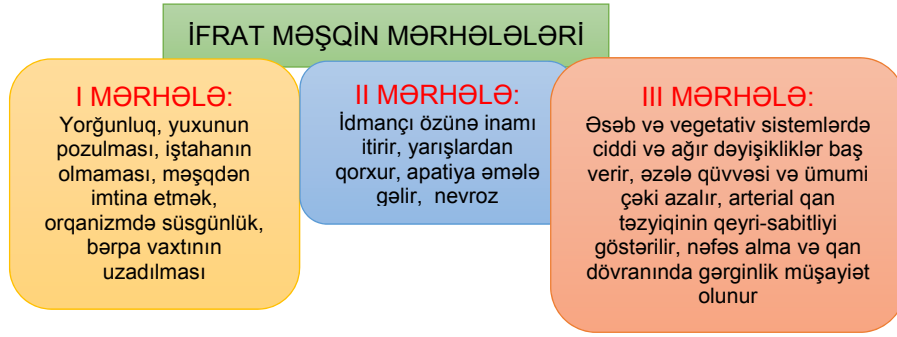 İFRAT MƏŞQİN MƏRHƏLƏLƏRİ
I MƏRHƏLƏ:
Yorğunluq, yuxunun
pozulması, iştahanın
olmaması, məşqdən
imtina etmək,
orqanizmdə süsgünlük,
bərpa vaxtının
uzadılması
II MƏRHƏLƏ:
İdmançı özünə inamı
itirir, yarışlardan
qorxur, apatiya əmələ
gəlir, nevroz
III MƏRHƏLƏ:
Əsəb və vegetativ sistemlərdə
ciddi və ağır dəyişikliklər baş
verir, əzələ qüvvəsi və ümumi
çəki azalır, arterial qan
təzyiqinin qeyri-sabitliyi
göstərilir, nəfəs alma və qan
dövranında gərginlik müşayiət
olunur